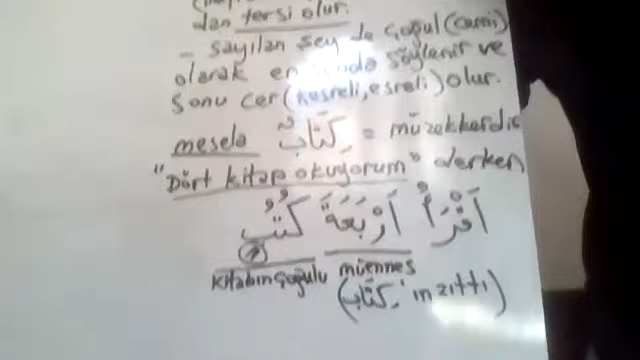 dan tersi olur.
- sayılan şey de çoğul (cemi)
olarak en sonda söylenir ve
sonu cer (kesreli, esreli) olur.
mesela كِتَابٌ = müzekkerdir
"Dört kitap okuyorum" derken
أَقْرَأُ أَرْبَعَةَ كُتُبٍ
kitabın çoğulu müennes
(كِتَابٌ 'ın zıttı)